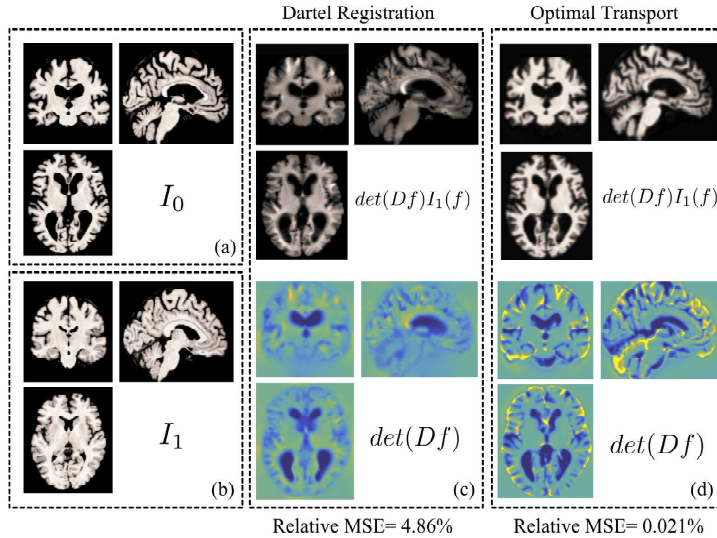 Dartel Registration
Optimal Transport
I_0
(a)
det(Df)I_1(f)
det(Df)I_1(f)
I_1
(b)
det(Df)
(c)
det(Df)
(d)
Relative MSE= 4.86%
Relative MSE= 0.021%